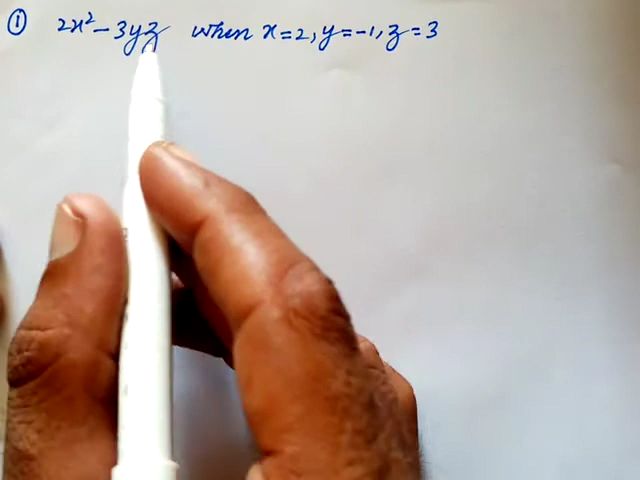 ① 2x² - 3yz when x=2, y=-1, z=3